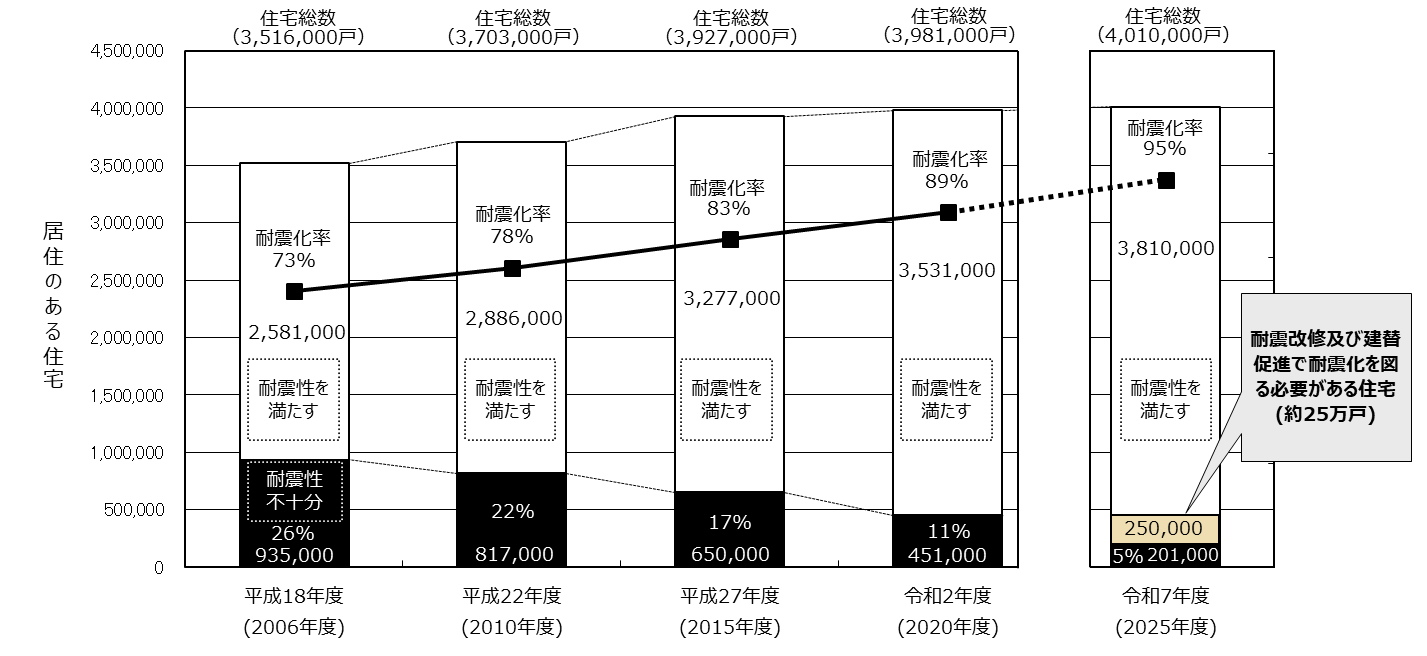 住宅総数
(3,516,000戸)
住宅総数
(3,703,000戸)
住宅総数
(3,927,000戸)
住宅総数
(3,981,000戸)
住宅総数
(4,010,000戸)
4,500,000
4,000,000
3,500,000
3,000,000
2,500,000
2,000,000
1,500,000
1,000,000
500,000
0
居住のある住宅
耐震化率
73%
2,581,000
耐震性を
満たす
耐震性
不十分
26%
935,000
耐震化率
78%
2,886,000
耐震性を
満たす
22%
817,000
耐震化率
83%
3,277,000
耐震性を
満たす
17%
650,000
耐震化率
89%
3,531,000
耐震性を
満たす
11%
451,000
耐震化率
95%
3,810,000
耐震性を
満たす
250,000
5% 201,000
耐震改修及び建替
促進で耐震化を図
る必要がある住宅
(約25万戸)
平成18年度
(2006年度)
平成22年度
(2010年度)
平成27年度
(2015年度)
令和2年度
(2020年度)
令和7年度
(2025年度)